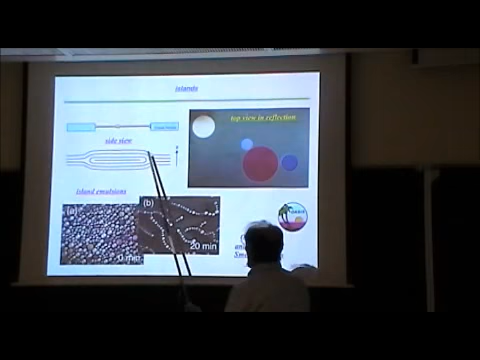 islands
side view
top view in reflection
island emulsions
(a)
0 min
(b)
20 min